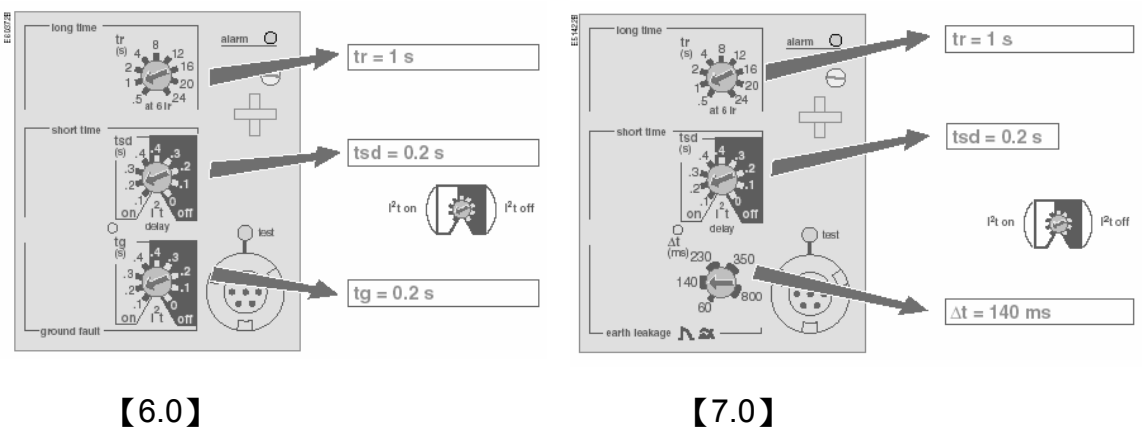 E60372B
long time
tr
(s)
.5 1 2 4 8 12 16 20 24
at 6 Ir
alarm
tr = 1 s
short time
tsd
(s)
.1 .2 .3 .4 .4 .3 .2 .1 0
on I²t off
delay
tsd = 0.2 s
I²t on
I²t off
test
tg
(s)
.1 .2 .3 .4 .4 .3 .2 .1 0
on I²t off
ground fault
tg = 0.2 s
【6.0】
E51422B
long time
tr
(s)
.5 1 2 4 8 12 16 20 24
at 6 Ir
alarm
tr = 1 s
short time
tsd
(s)
.1 .2 .3 .4 .4 .3 .2 .1 0
on I²t off
delay
tsd = 0.2 s
I²t on
I²t off
test
Δt
(ms)
60 140 230 350 800
earth leakage
Δt = 140 ms
【7.0】